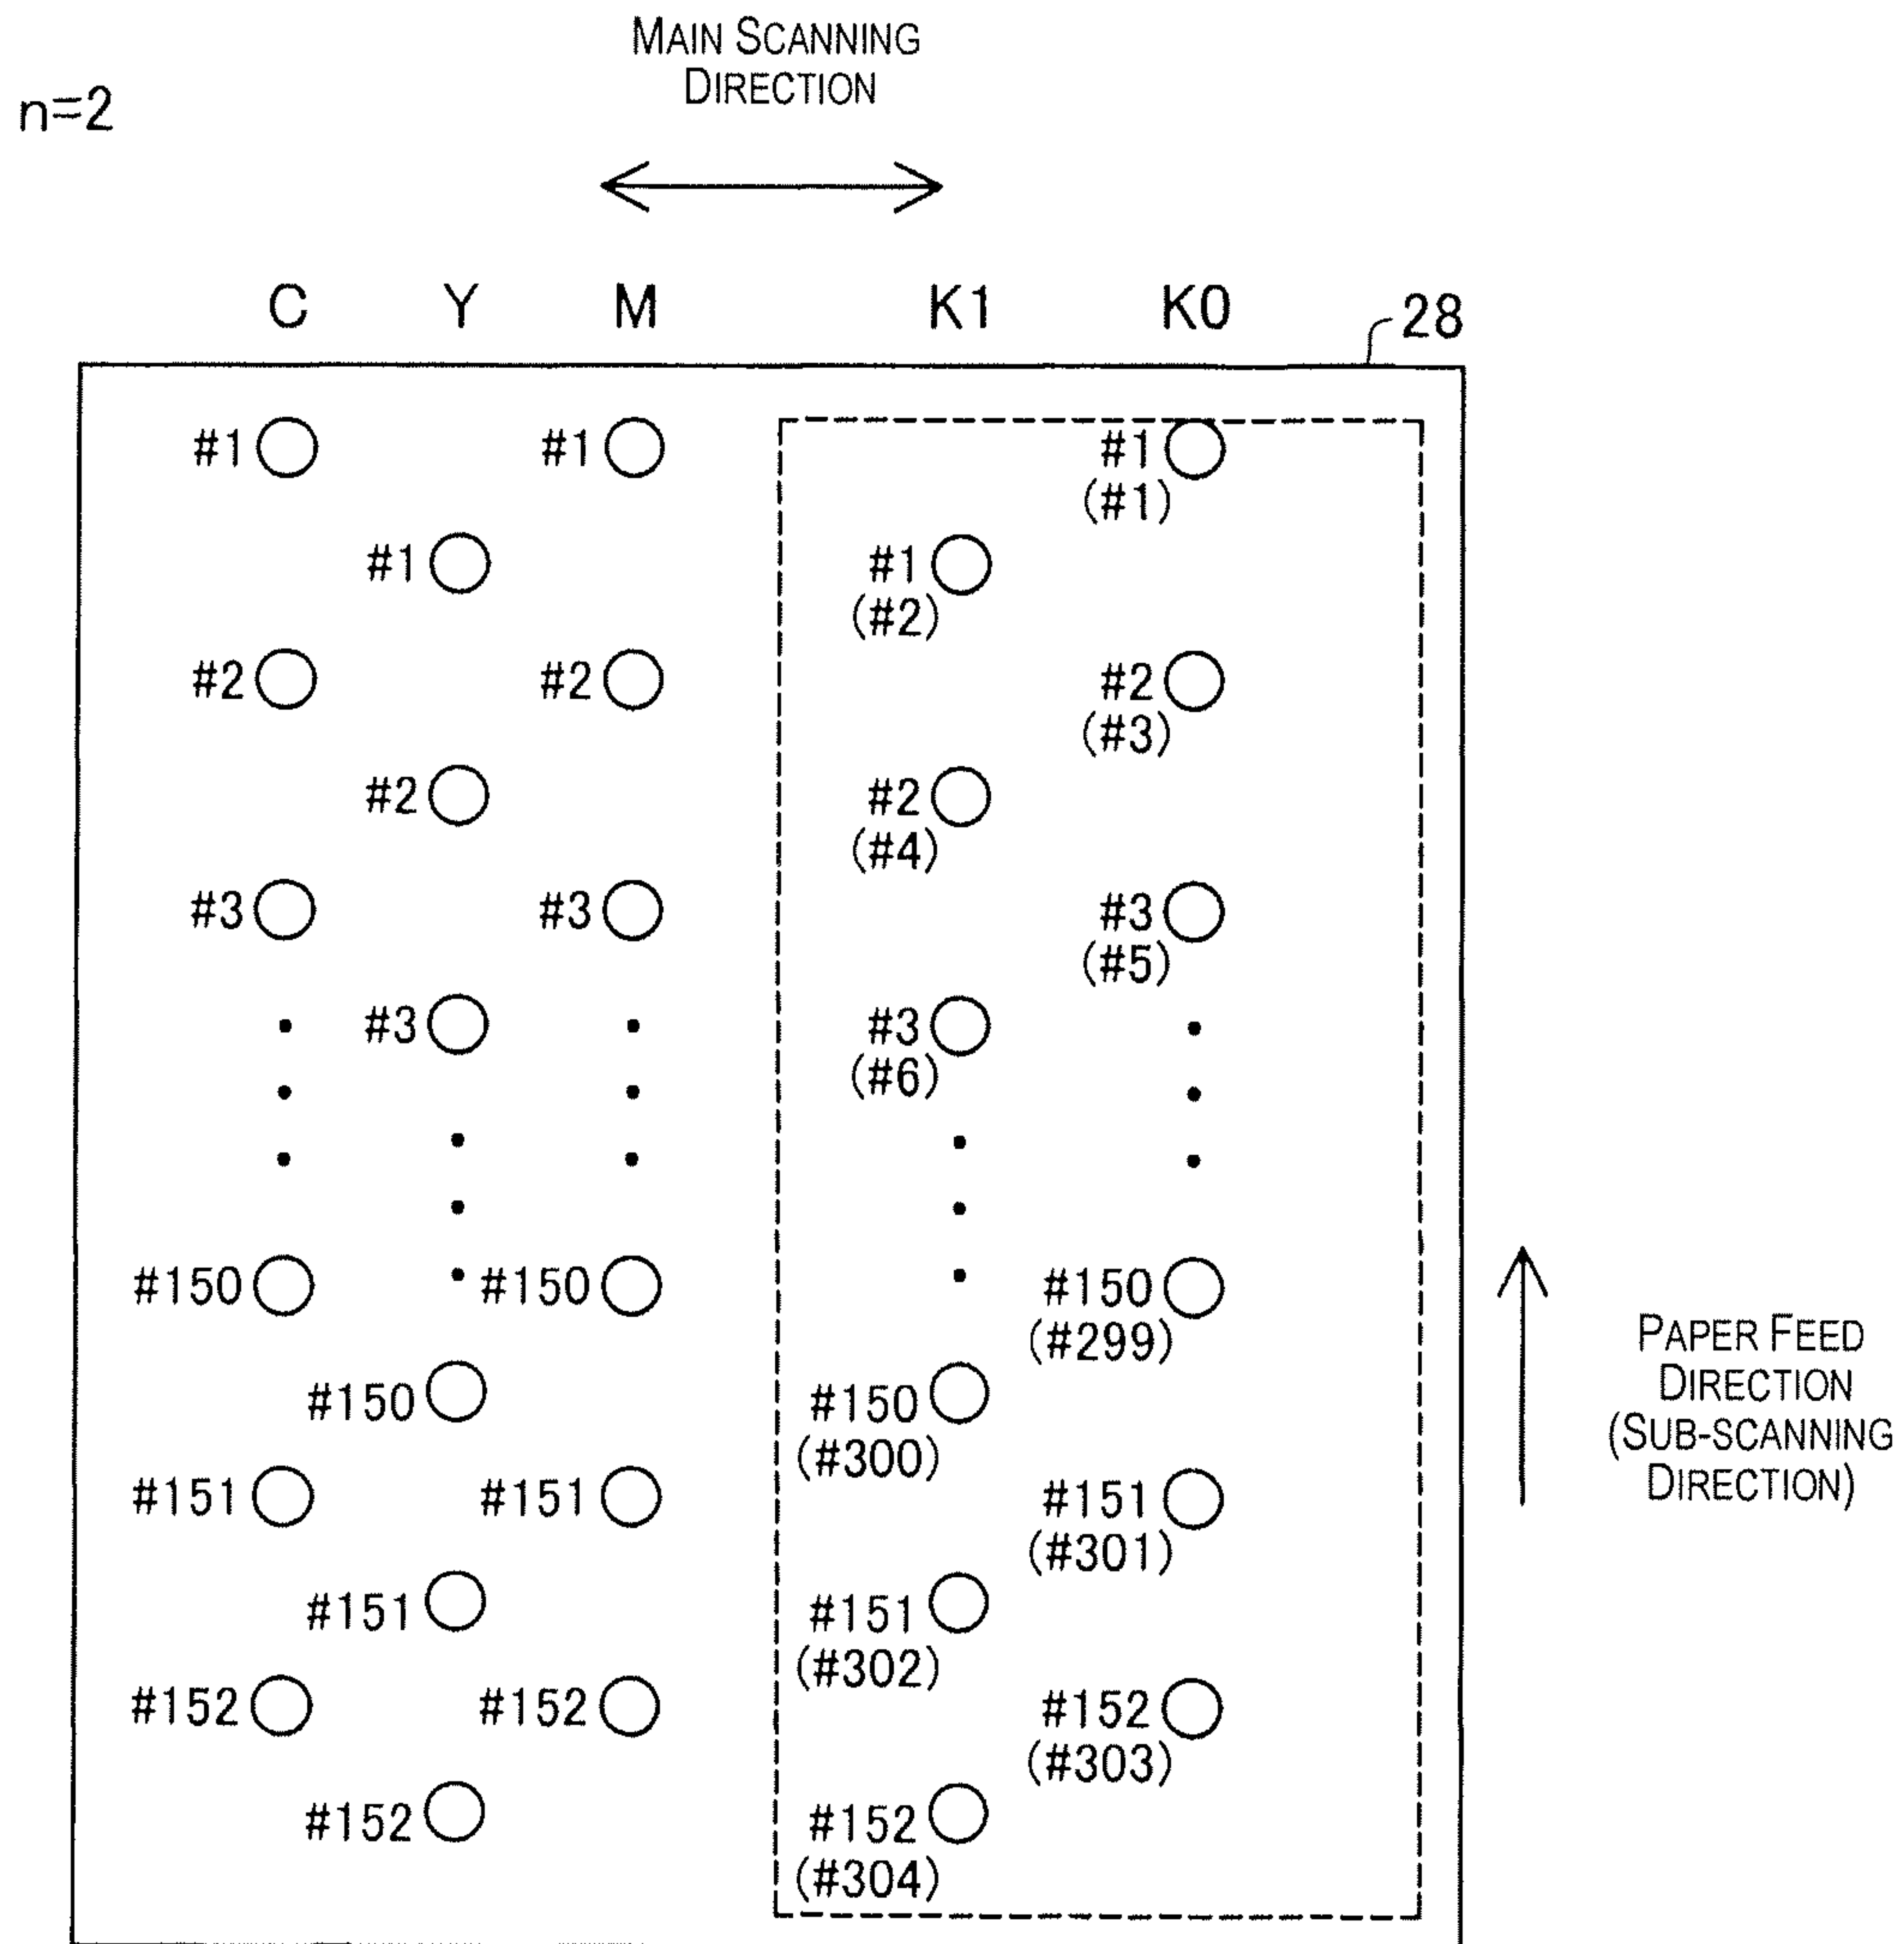 MAIN SCANNING
DIRECTION
n=2
C Y M K1 K0
28
#1 #1 #1
(#1)
#1 #1
(#2)
#2 #2 #2
(#3)
#2 #2
(#4)
#3 #3 #3
(#5)
#3 #3
(#6)
#150 #150 #150
(#299)
#150 #150
(#300)
#151 #151 #151
(#301)
#151 #151
(#302)
#152 #152 #152
(#303)
#152 #152
(#304)
PAPER FEED
DIRECTION
(SUB-SCANNING
DIRECTION)